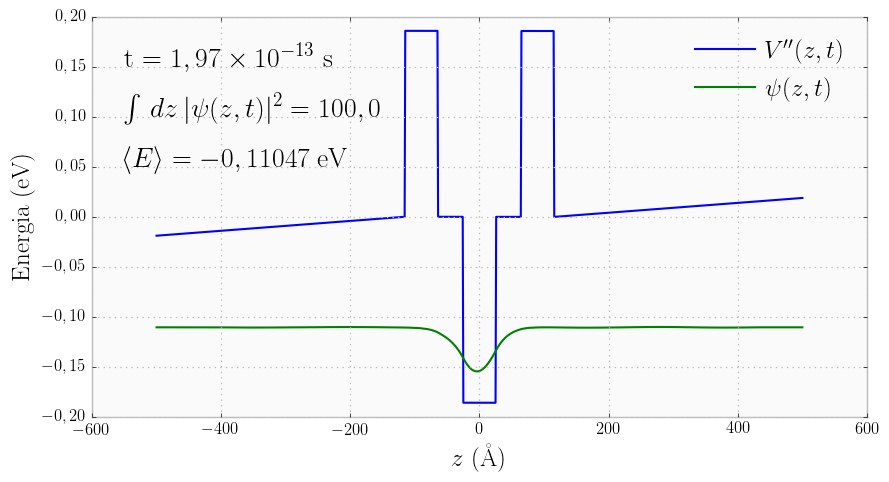 t = 1,97 × 10⁻¹³ s
∫ dz |ψ(z, t)|² = 100,0
⟨E⟩ = −0,11047 eV
V″(z, t)
ψ(z, t)
Energia (eV)
0,20
0,15
0,10
0,05
0,00
−0,05
−0,10
−0,15
−0,20
−600
−400
−200
0
200
400
600
z (Å)